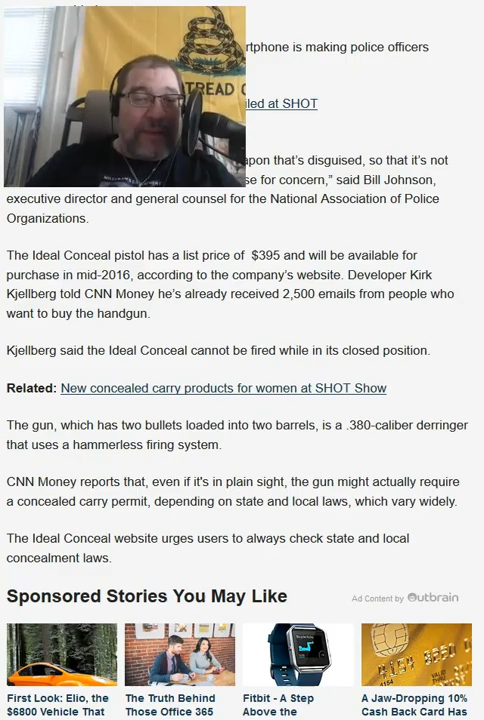 rtphone is making police officers
TREAD
iled at SHOT
apon that’s disguised, so that it’s not
se for concern,” said Bill Johnson,
executive director and general counsel for the National Association of Police
Organizations.
The Ideal Conceal pistol has a list price of $395 and will be available for
purchase in mid-2016, according to the company’s website. Developer Kirk
Kjellberg told CNN Money he’s already received 2,500 emails from people who
want to buy the handgun.
Kjellberg said the Ideal Conceal cannot be fired while in its closed position.
Related: New concealed carry products for women at SHOT Show
The gun, which has two bullets loaded into two barrels, is a .380-caliber derringer
that uses a hammerless firing system.
CNN Money reports that, even if it's in plain sight, the gun might actually require
a concealed carry permit, depending on state and local laws, which vary widely.
The Ideal Conceal website urges users to always check state and local
concealment laws.
Sponsored Stories You May Like
Ad Content by Outbrain
First Look: Elio, the
$6800 Vehicle That
The Truth Behind
Those Office 365
Fitbit - A Step
Above the
A Jaw-Dropping 10%
Cash Back Card Has